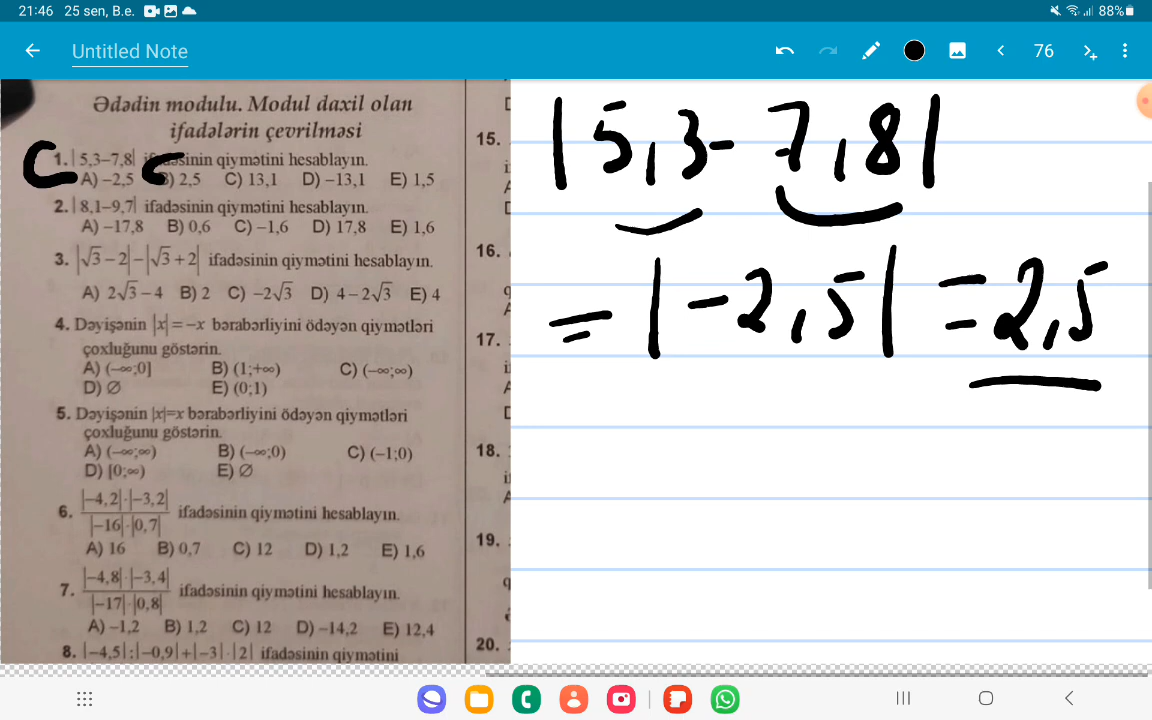 21:46 25 sen, B.e. 88%
Untitled Note
76
Ədədin modulu. Modul daxil olan
ifadələrin çevrilməsi
1. |5,3–7,8| ifadəsinin qiymətini hesablayın.
A) –2,5 B) 2,5 C) 13,1 D) –13,1 E) 1,5
2. |8,1–9,7| ifadəsinin qiymətini hesablayın.
A) –17,8 B) 0,6 C) –1,6 D) 17,8 E) 1,6
3. |√3 – 2| – |√3 + 2| ifadəsinin qiymətini hesablayın.
A) 2√3 – 4 B) 2 C) –2√3 D) 4 – 2√3 E) 4
4. Dəyişənin |x| = –x bərabərliyini ödəyən qiymətləri
çoxluğunu göstərin.
A) (–∞;0] B) (1;+∞) C) (–∞;∞)
D) ∅ E) (0;1)
5. Dəyişənin |x|=x bərabərliyini ödəyən qiymətləri
çoxluğunu göstərin.
A) (–∞;∞) B) (–∞;0) C) (–1;0)
D) [0;∞) E) ∅
6. |–4,2|·|–3,2| / |–16|·|0,7| ifadəsinin qiymətini hesablayın.
A) 16 B) 0,7 C) 12 D) 1,2 E) 1,6
7. |–4,8|·|–3,4| / |–17|·|0,8| ifadəsinin qiymətini hesablayın.
A) –1,2 B) 1,2 C) 12 D) –14,2 E) 12,4
8. |–4,5|:|–0,9|+|–3|·|2| ifadəsinin qiymətini
15.
16.
17.
18.
19.
20.
|5,3 – 7,8|
= |–2,5| = 2,5